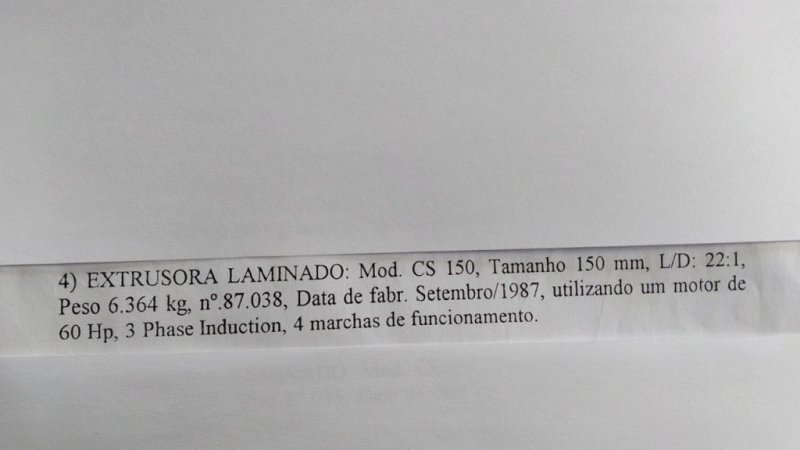 4) EXTRUSORA LAMINADO: Mod. CS 150, Tamanho 150 mm, L/D: 22:1,
Peso 6.364 kg, nº.87.038, Data de fabr. Setembro/1987, utilizando um motor de
60 Hp, 3 Phase Induction, 4 marchas de funcionamento.